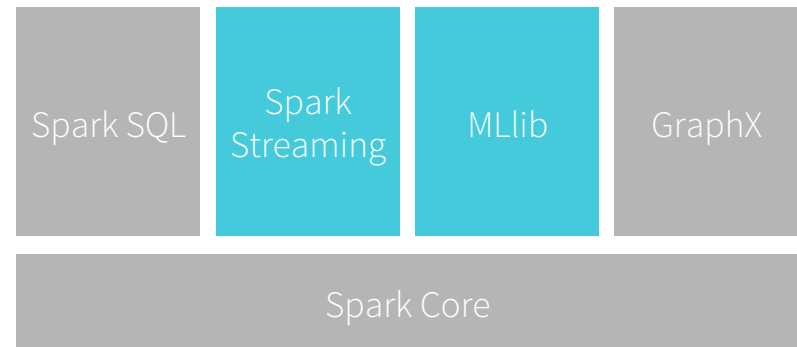 Spark SQL
Spark
Streaming
MLlib
GraphX
Spark Core